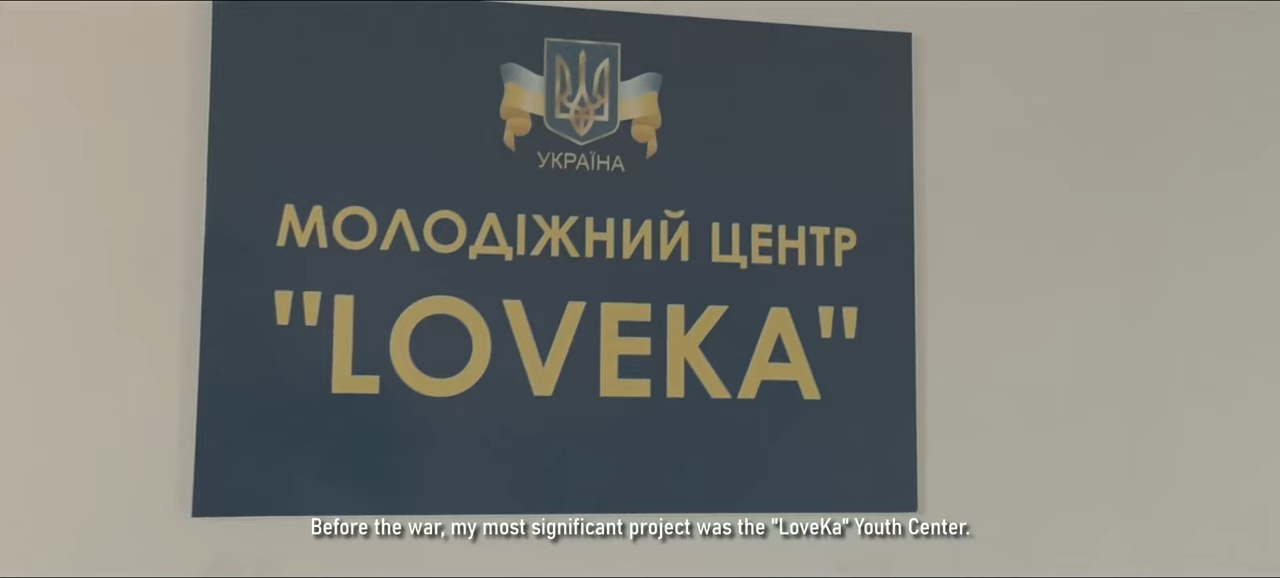 УКРАЇНА
МОЛОДІЖНИЙ ЦЕНТР
"LOVEKA"
Before the war, my most significant project was the "LoveKa" Youth Center.